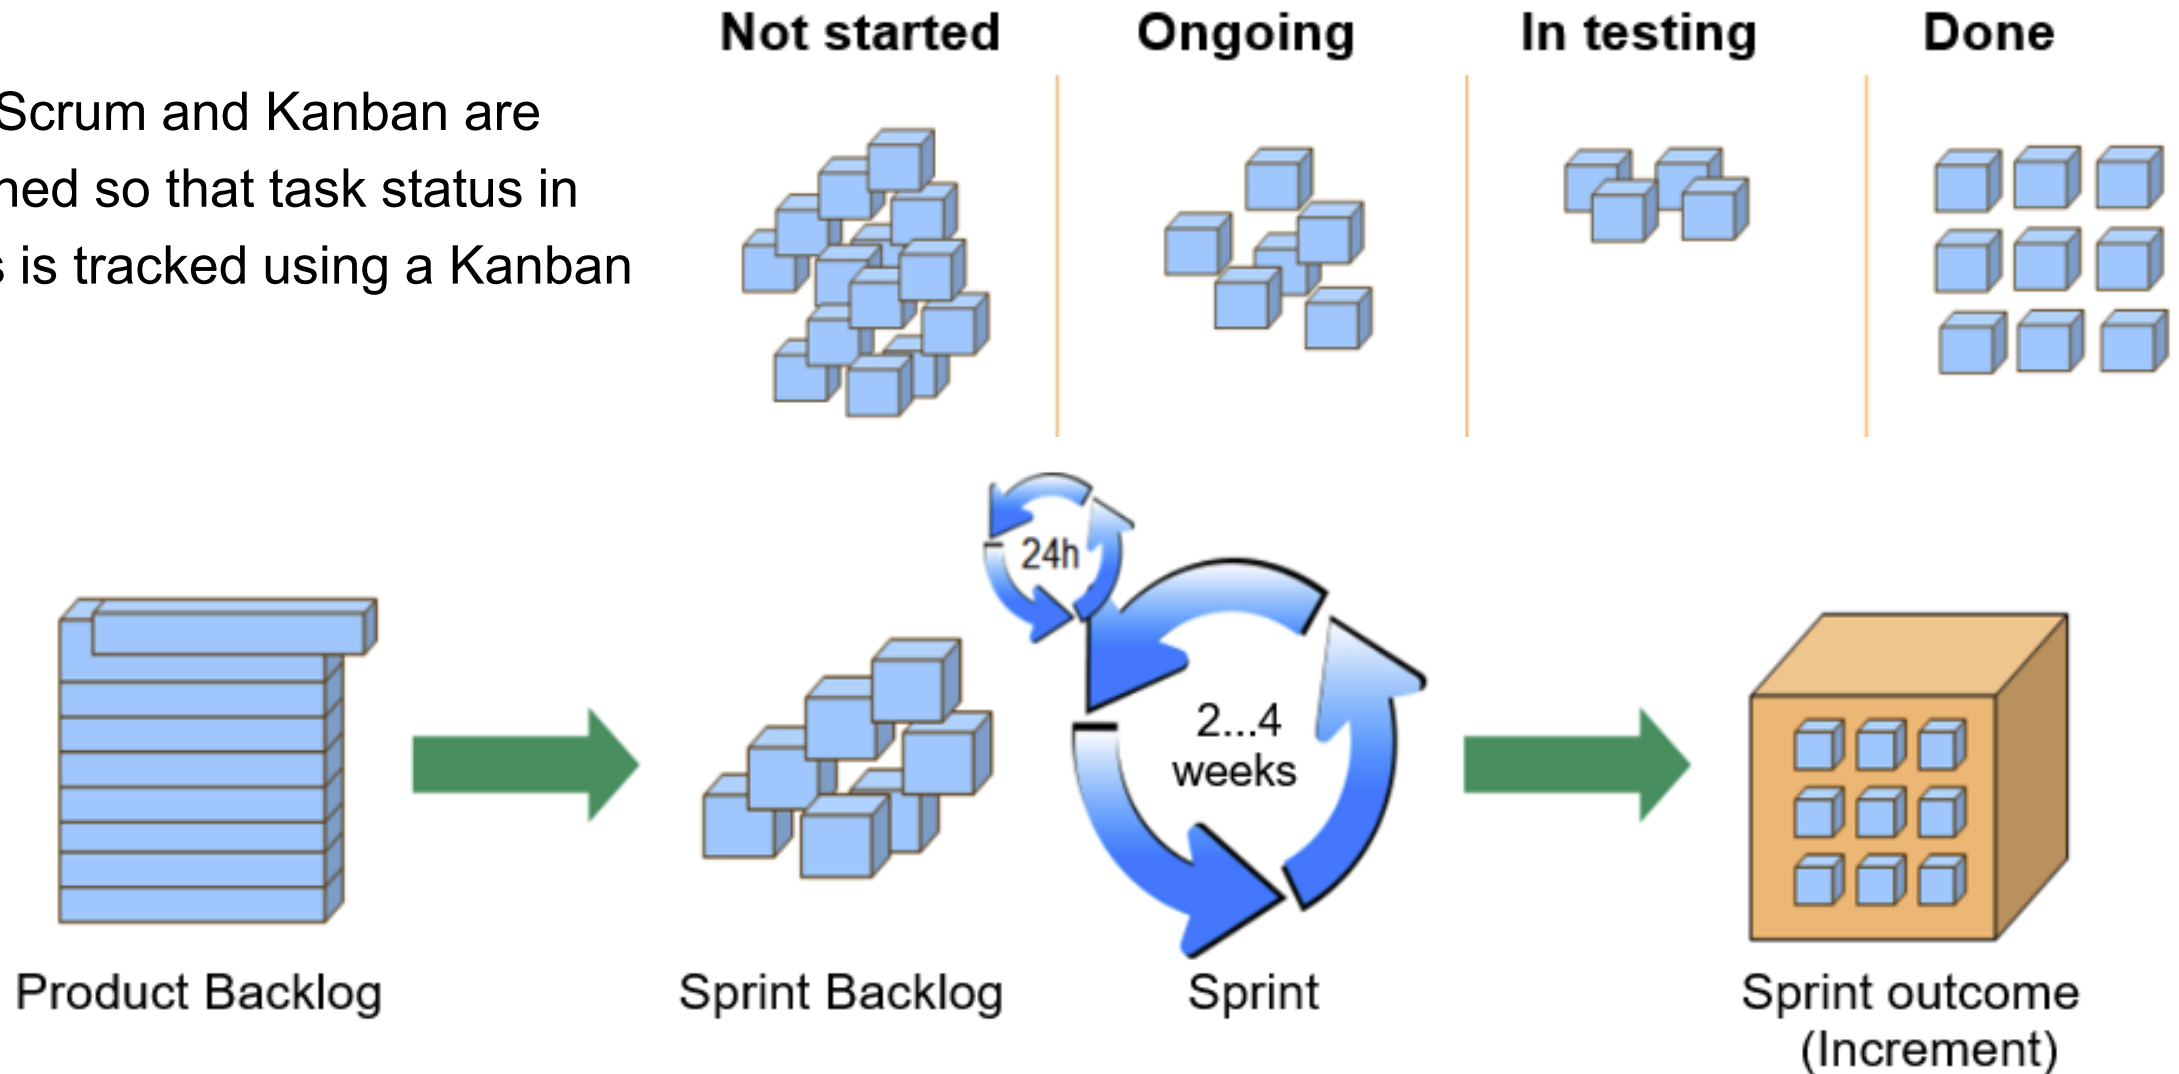 Not started Ongoing In testing Done
Scrum and Kanban are
so that task status in
is tracked using a Kanban
24h
2...4
weeks
Product Backlog Sprint Backlog Sprint Sprint outcome
(Increment)